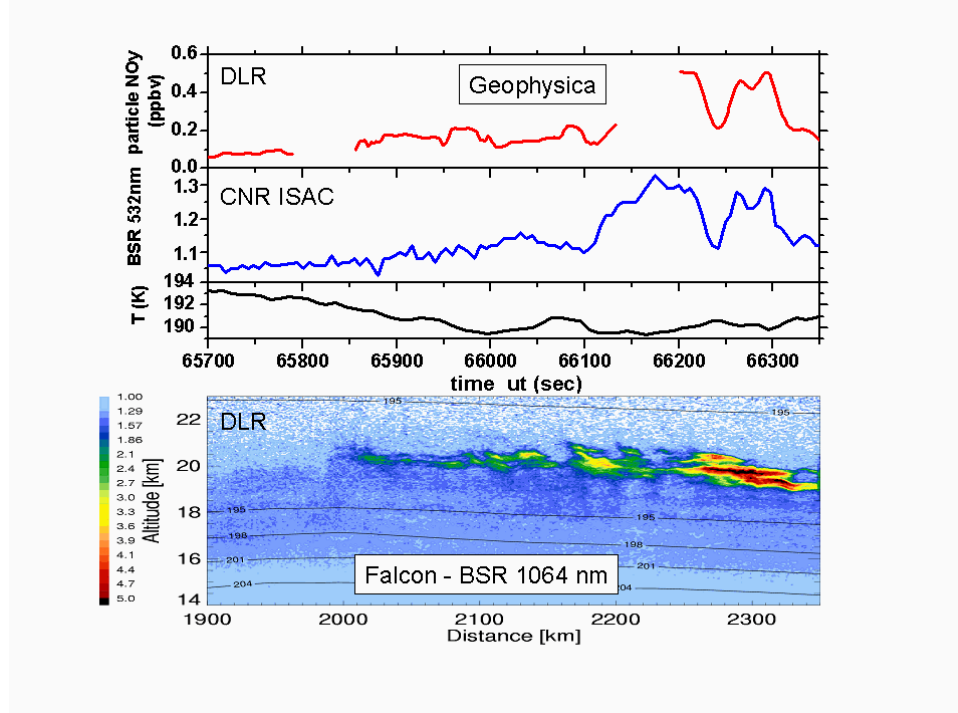 particle NOy
(ppbv)
0.6
0.4
0.2
0.0
DLR
Geophysica
BSR 532nm
1.3
1.2
1.1
CNR ISAC
T (K)
194
192
190
65700 65800 65900 66000 66100 66200 66300
time ut (sec)
1.00
1.29
1.57
1.86
2.1
2.4
2.7
3.0
3.3
3.6
3.9
4.1
4.4
4.7
5.0
Altitude [km]
22
20
18
16
14
DLR
195
195
195
195
198
198
201
201
204
204
Falcon - BSR 1064 nm
1900 2000 2100 2200 2300
Distance [km]